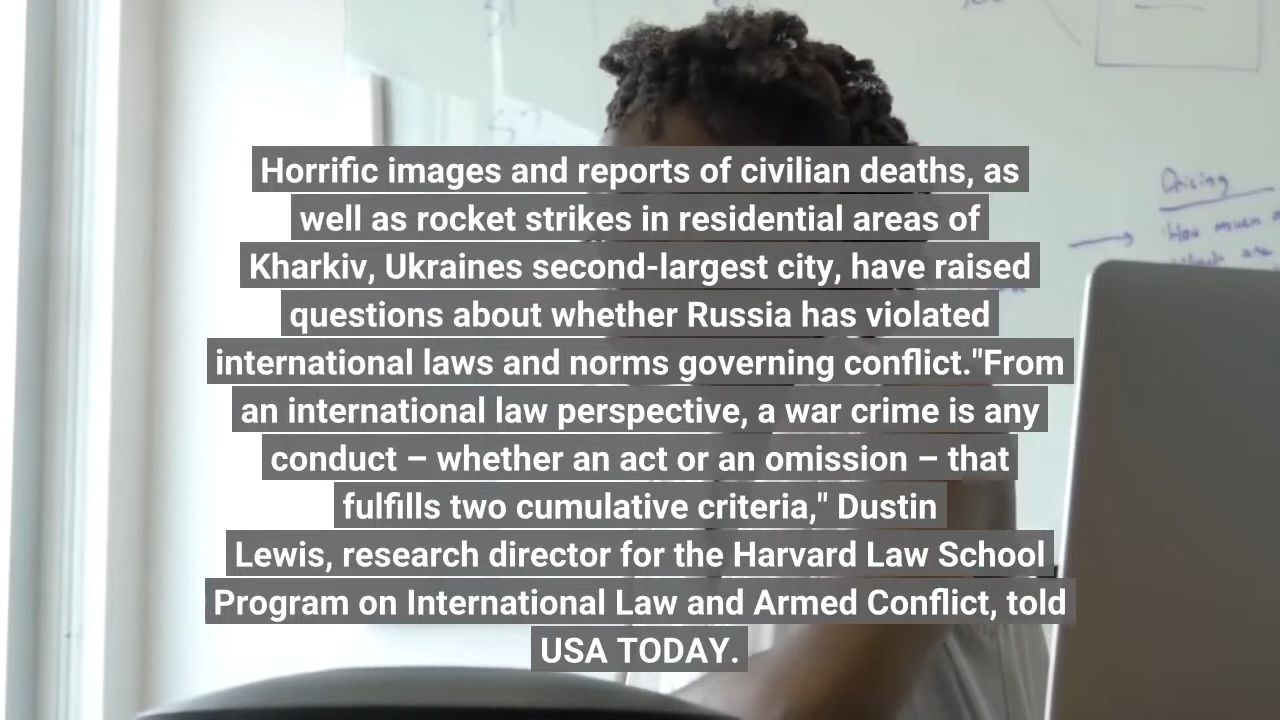 Horrific images and reports of civilian deaths, as
well as rocket strikes in residential areas of
Kharkiv, Ukraines second-largest city, have raised
questions about whether Russia has violated
international laws and norms governing conflict."From
an international law perspective, a war crime is any
conduct – whether an act or an omission – that
fulfills two cumulative criteria," Dustin
Lewis, research director for the Harvard Law School
Program on International Law and Armed Conflict, told
USA TODAY.
How much